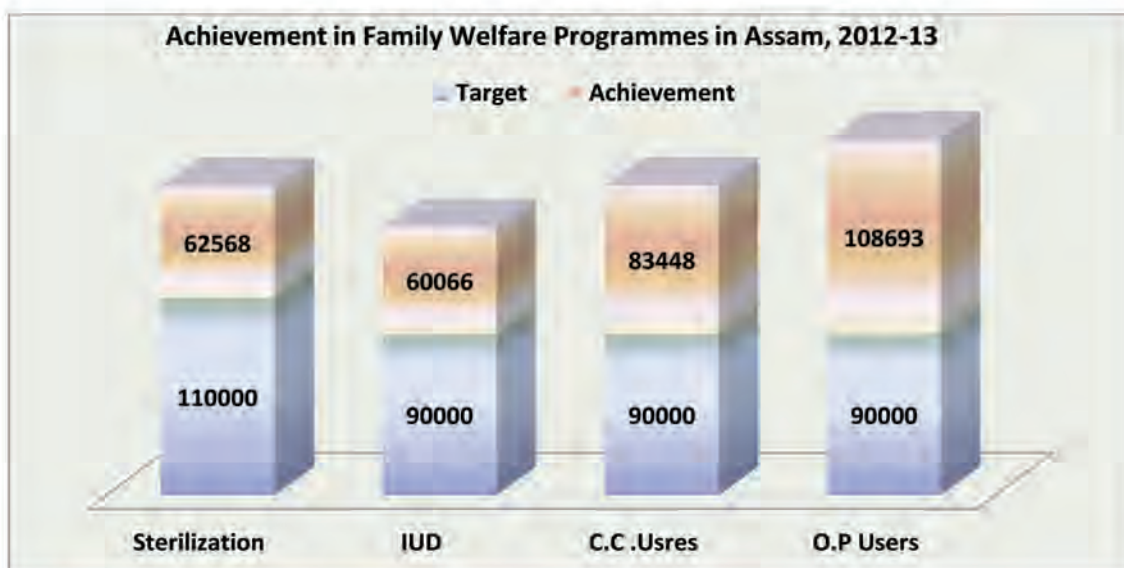 Achievement in Family Welfare Programmes in Assam, 2012-13
Target Achievement
62568 60066 83448 108693
110000 90000 90000 90000
Sterilization IUD C.C .Usres O.P Users